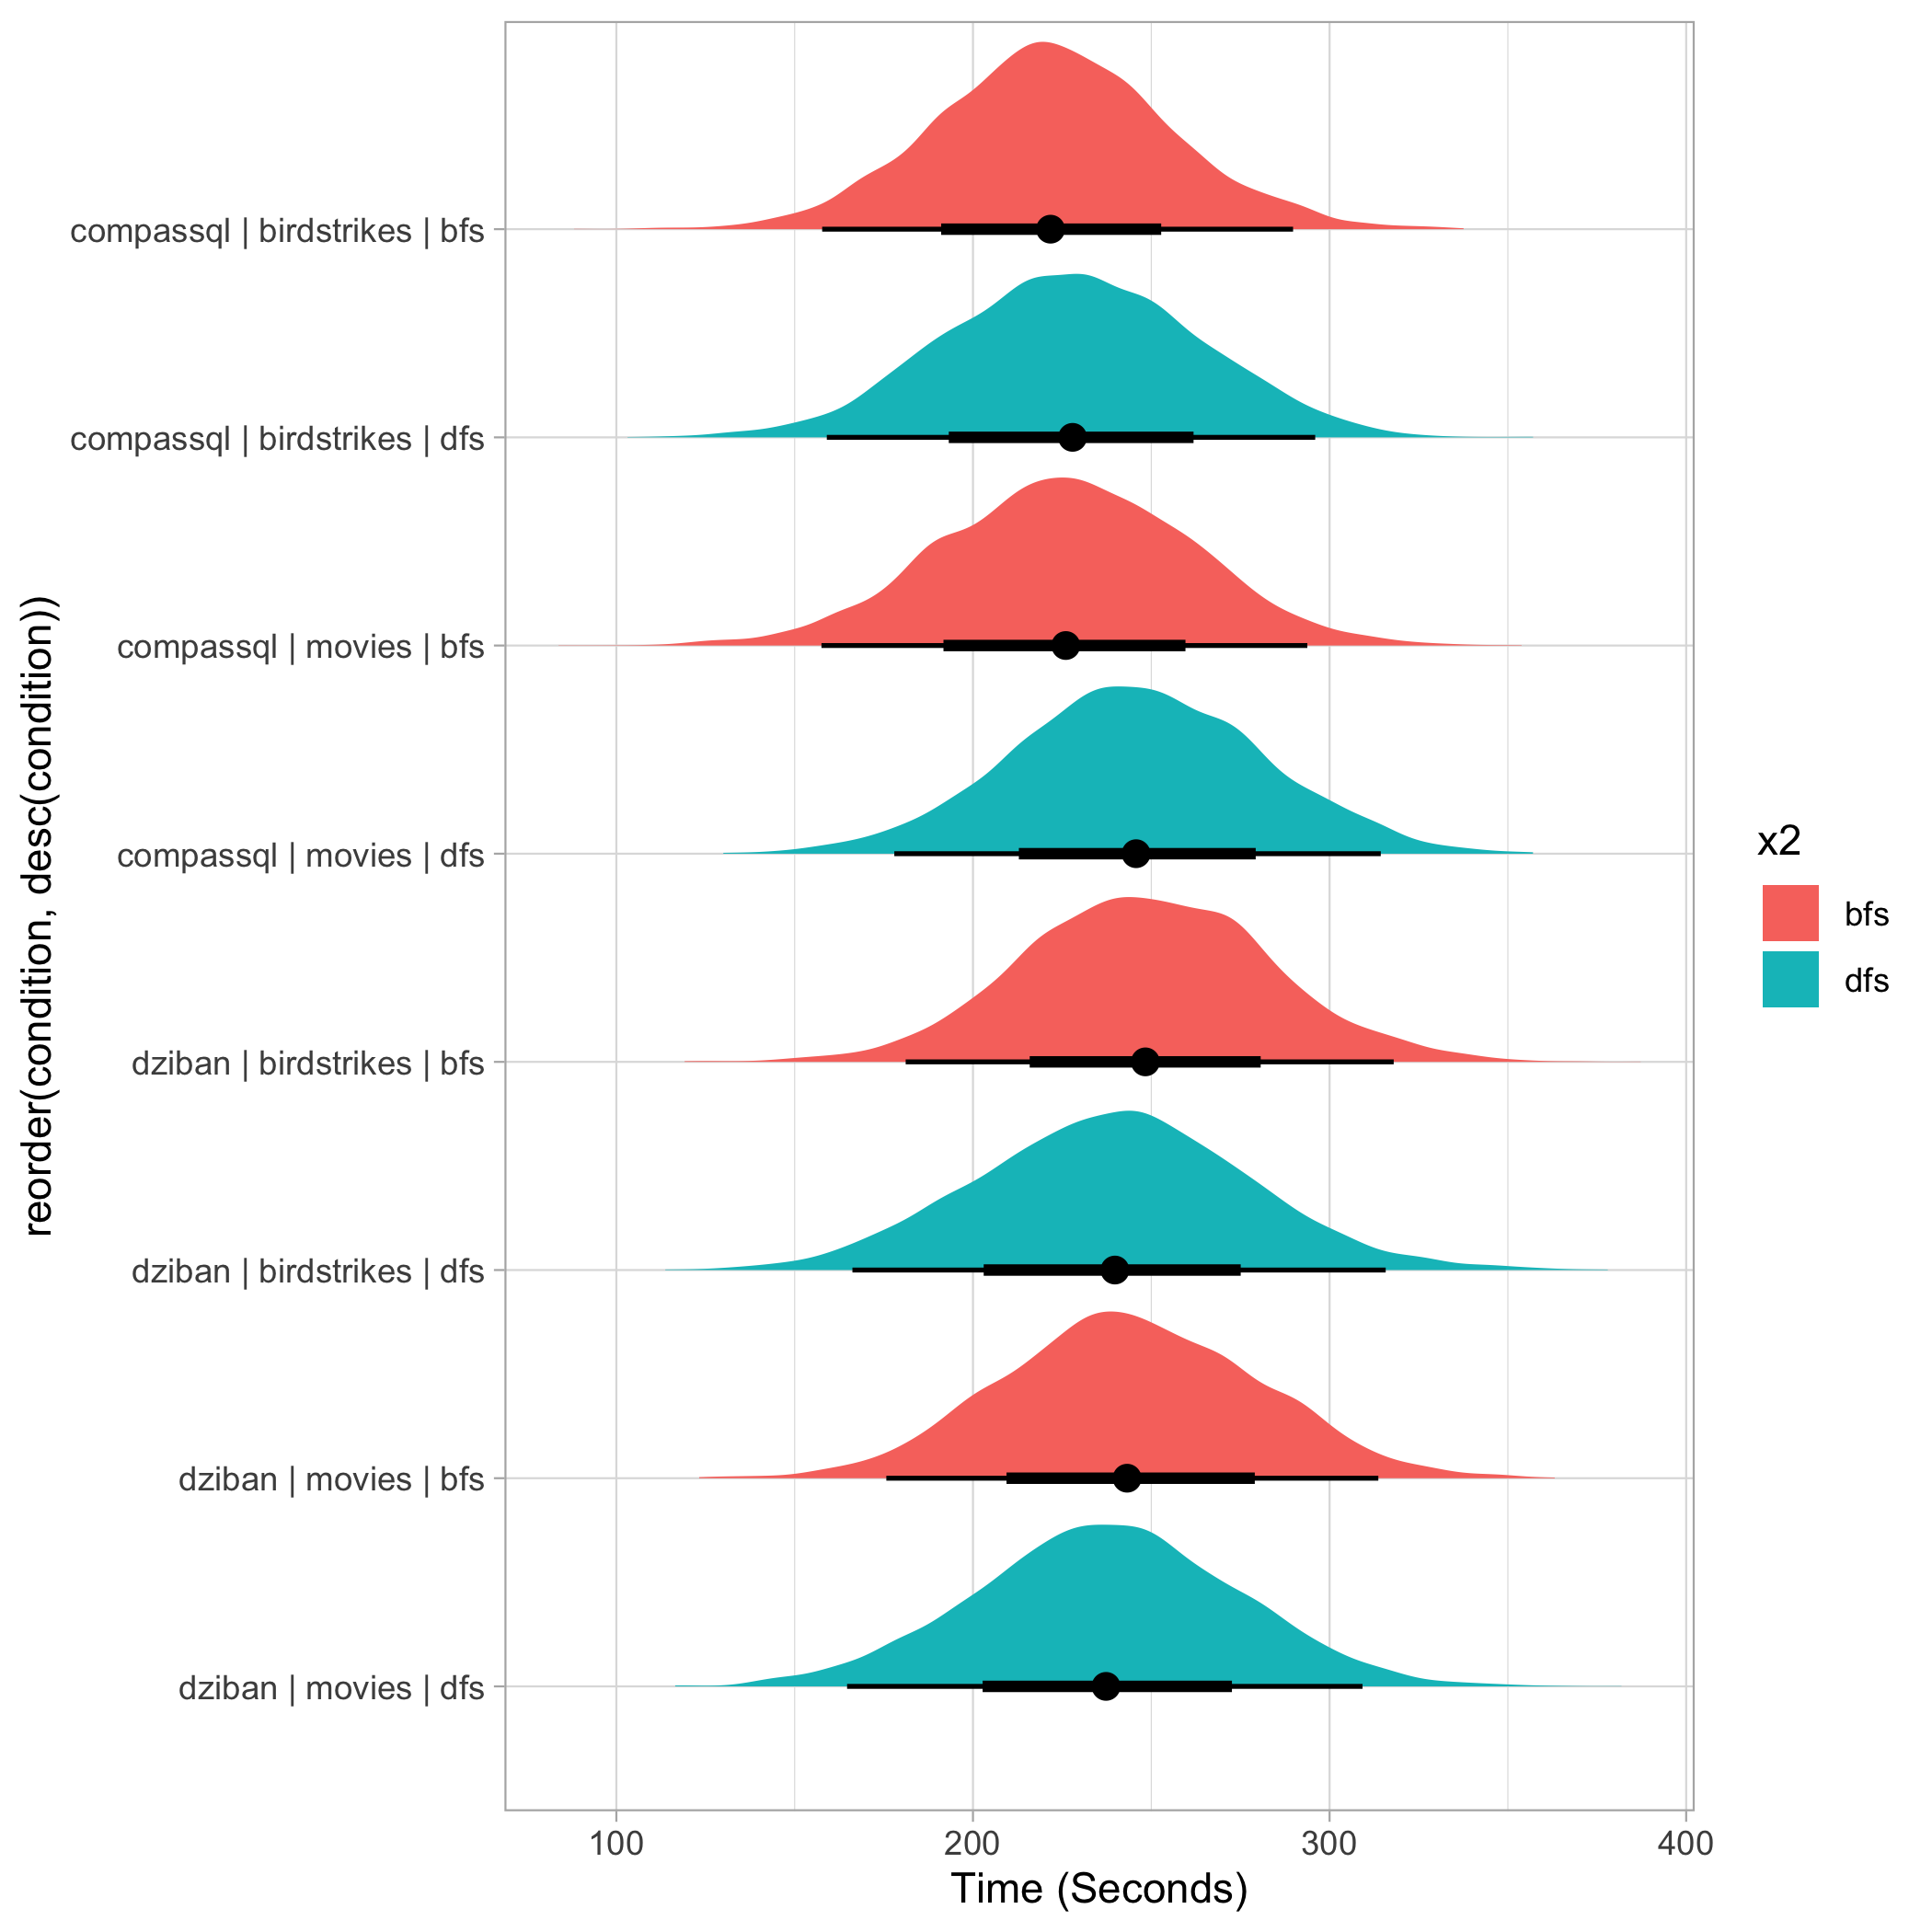 reorder(condition, desc(condition))
compassql | birdstrikes | bfs
compassql | birdstrikes | dfs
compassql | movies | bfs
compassql | movies | dfs
dziban | birdstrikes | bfs
dziban | birdstrikes | dfs
dziban | movies | bfs
dziban | movies | dfs
100 200 300 400
Time (Seconds)
x2
bfs
dfs